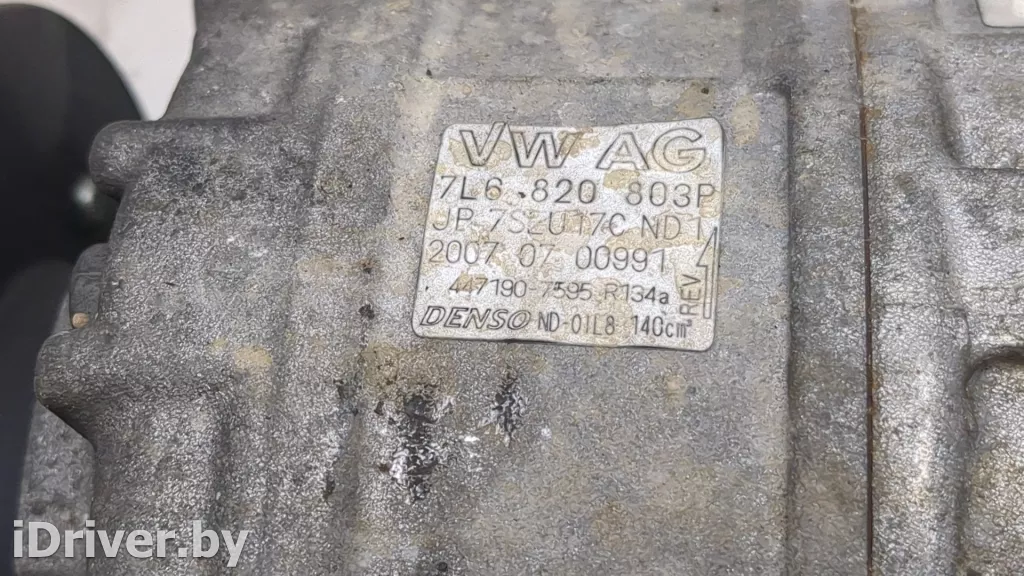 VW AG
7L6 820 803P
JP 7SEU17C ND1
2007 07 00991
447190-7595 R134a
REV
DENSO ND-OIL8 140cm³
iDriver.by